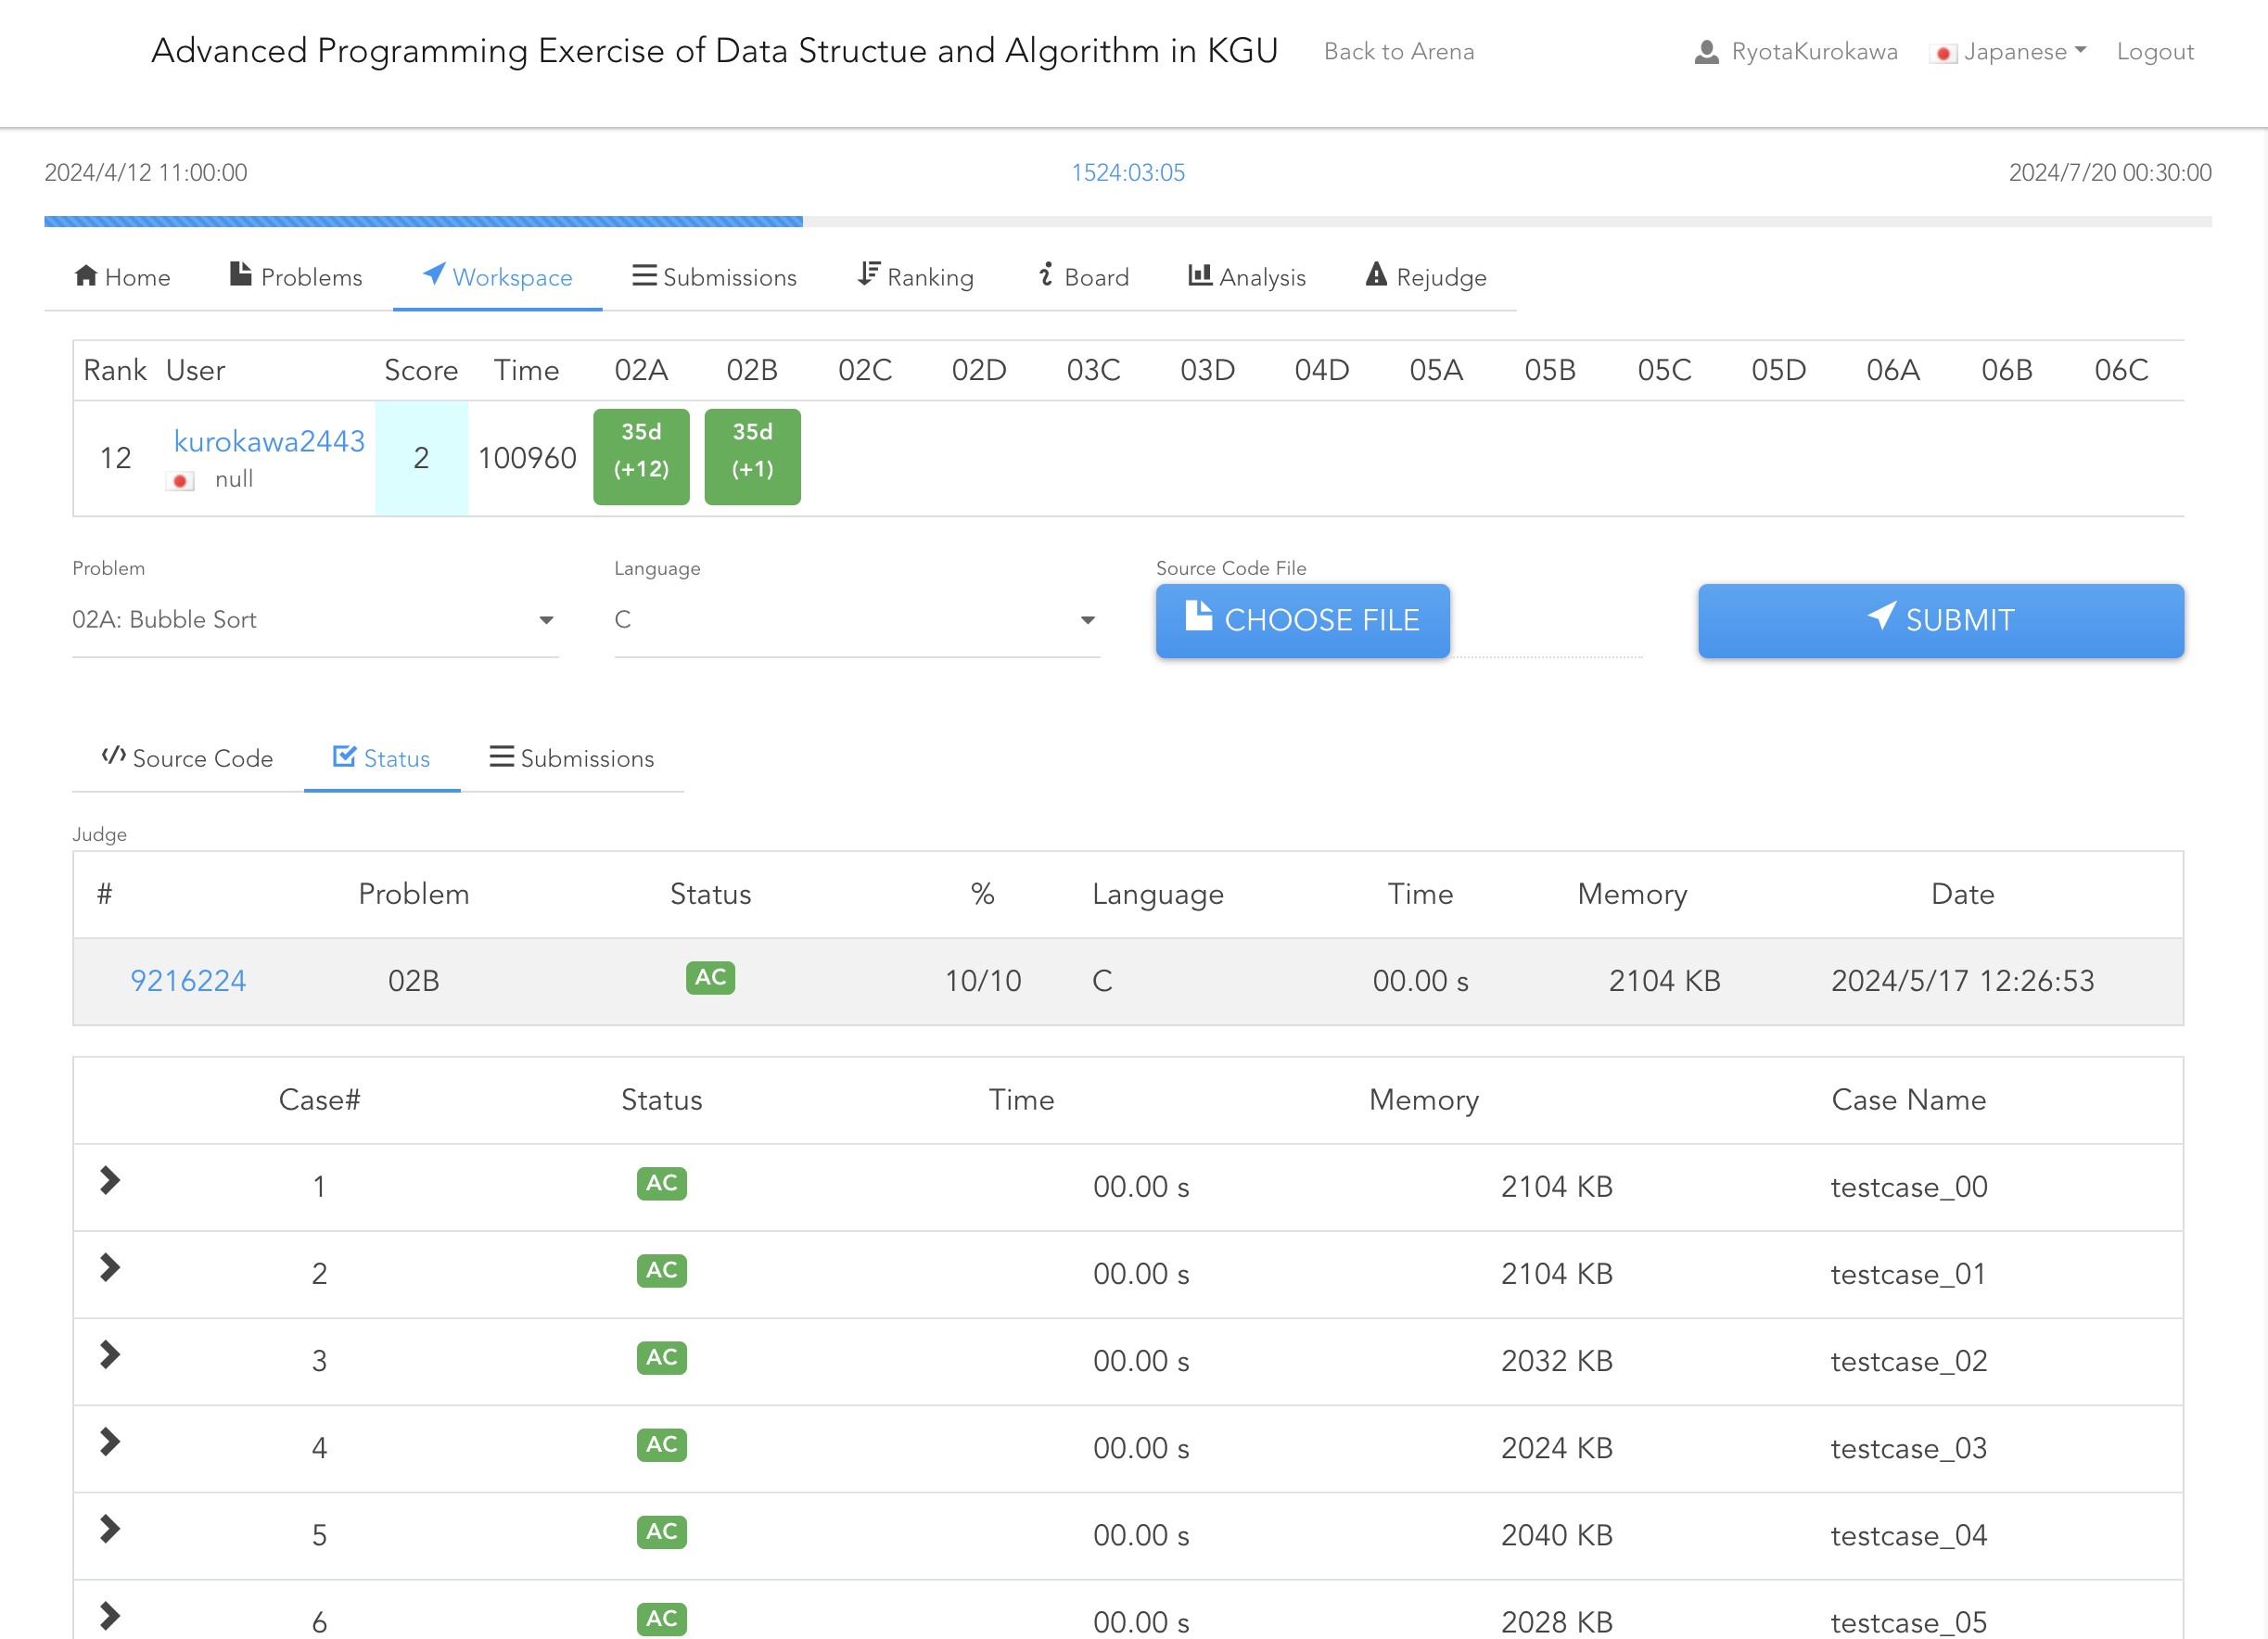 Advanced Programming Exercise of Data Structue and Algorithm in KGU Back to Arena RyotaKurokawa Japanese Logout
2024/4/12 11:00:00 1524:03:05 2024/7/20 00:30:00
Home Problems Workspace Submissions Ranking Board Analysis Rejudge
Rank User Score Time 02A 02B 02C 02D 03C 03D 04D 05A 05B 05C 05D 06A 06B 06C
12 kurokawa2443 null 2 100960 35d (+12) 35d (+1)
Problem Language Source Code File
02A: Bubble Sort C CHOOSE FILE SUBMIT
Source Code Status Submissions
Judge
# Problem Status % Language Time Memory Date
9216224 02B AC 10/10 C 00.00 s 2104 KB 2024/5/17 12:26:53
Case# Status Time Memory Case Name
1 AC 00.00 s 2104 KB testcase_00
2 AC 00.00 s 2104 KB testcase_01
3 AC 00.00 s 2032 KB testcase_02
4 AC 00.00 s 2024 KB testcase_03
5 AC 00.00 s 2040 KB testcase_04
6 AC 00.00 s 2028 KB testcase_05